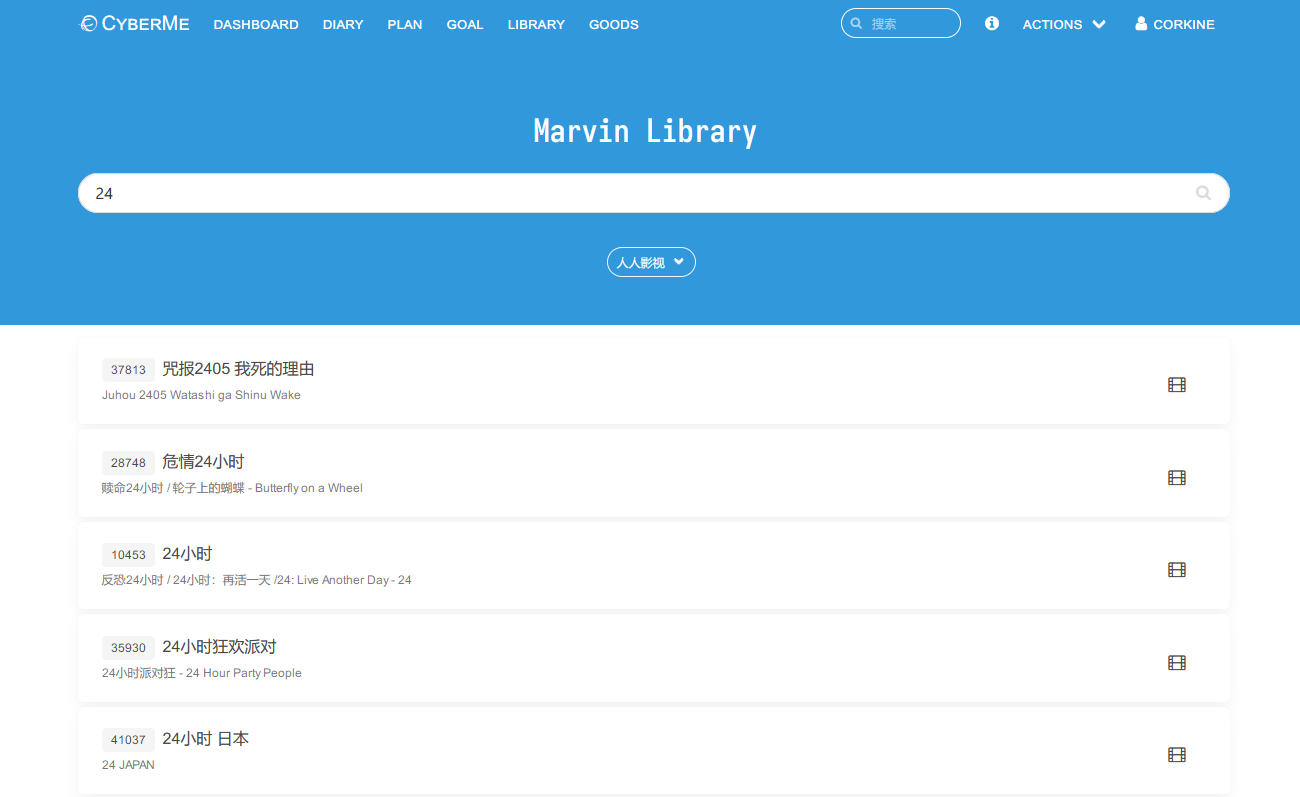 CYBERME DASHBOARD DIARY PLAN GOAL LIBRARY GOODS 搜索 ACTIONS CORKINE
Marvin Library
24
人人影视
37813 咒报2405 我死的理由
Juhou 2405 Watashi ga Shinu Wake
28748 危情24小时
赎命24小时 / 轮子上的蝴蝶 - Butterfly on a Wheel
10453 24小时
反恐24小时 / 24小时：再活一天 /24: Live Another Day - 24
35930 24小时狂欢派对
24小时派对狂 - 24 Hour Party People
41037 24小时 日本
24 JAPAN